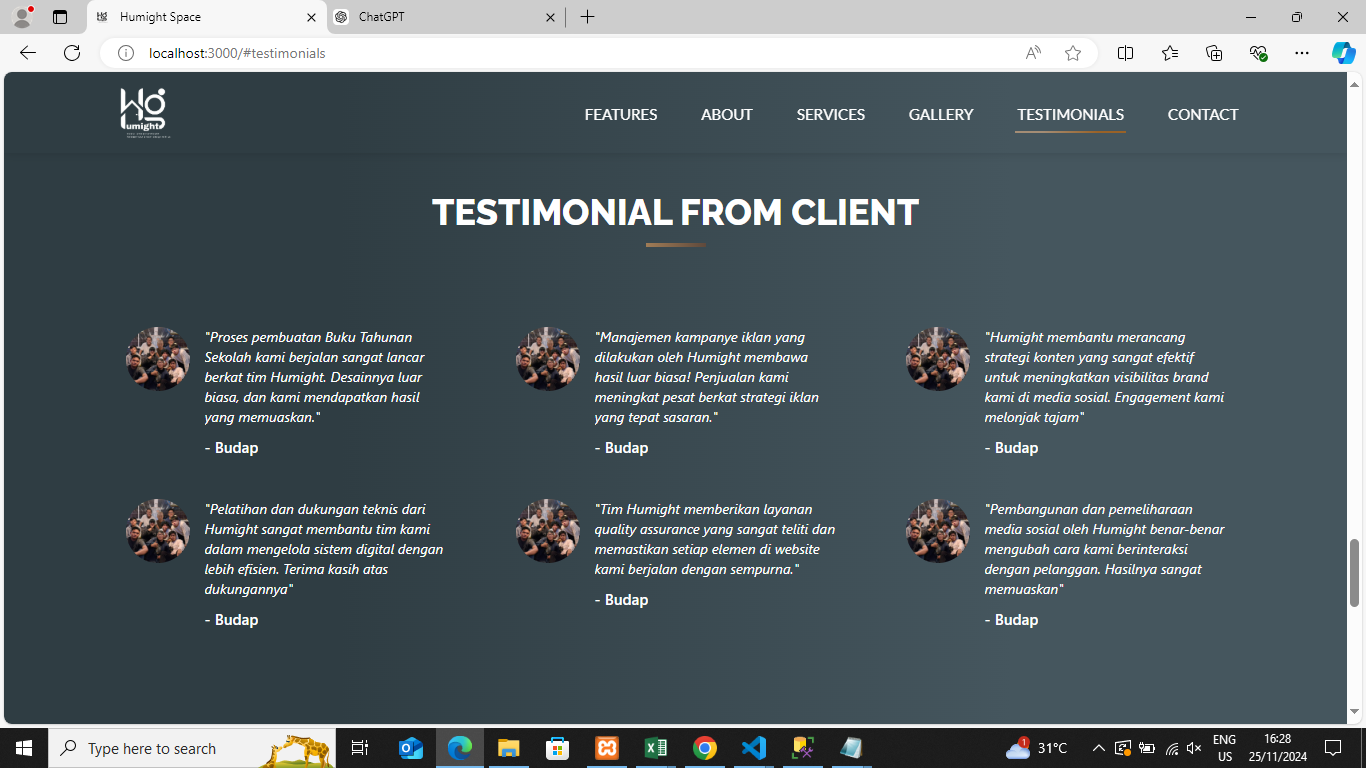 Humight Space
ChatGPT
localhost:3000/#testimonials
umight
FEATURES
ABOUT
SERVICES
GALLERY
TESTIMONIALS
CONTACT
TESTIMONIAL FROM CLIENT
"Proses pembuatan Buku Tahunan
Sekolah kami berjalan sangat lancar
berkat tim Humight. Desainnya luar
biasa, dan kami mendapatkan hasil
yang memuaskan."
- Budap
"Manajemen kampanye iklan yang
dilakukan oleh Humight membawa
hasil luar biasa! Penjualan kami
meningkat pesat berkat strategi iklan
yang tepat sasaran."
- Budap
"Humight membantu merancang
strategi konten yang sangat efektif
untuk meningkatkan visibilitas brand
kami di media sosial. Engagement kami
melonjak tajam"
- Budap
"Pelatihan dan dukungan teknis dari
Humight sangat membantu tim kami
dalam mengelola sistem digital dengan
lebih efisien. Terima kasih atas
dukungannya"
- Budap
"Tim Humight memberikan layanan
quality assurance yang sangat teliti dan
memastikan setiap elemen di website
kami berjalan dengan sempurna."
- Budap
"Pembangunan dan pemeliharaan
media sosial oleh Humight benar-benar
mengubah cara kami berinteraksi
dengan pelanggan. Hasilnya sangat
memuaskan"
- Budap
Type here to search
1
31°C
ENG
US
16:28
25/11/2024